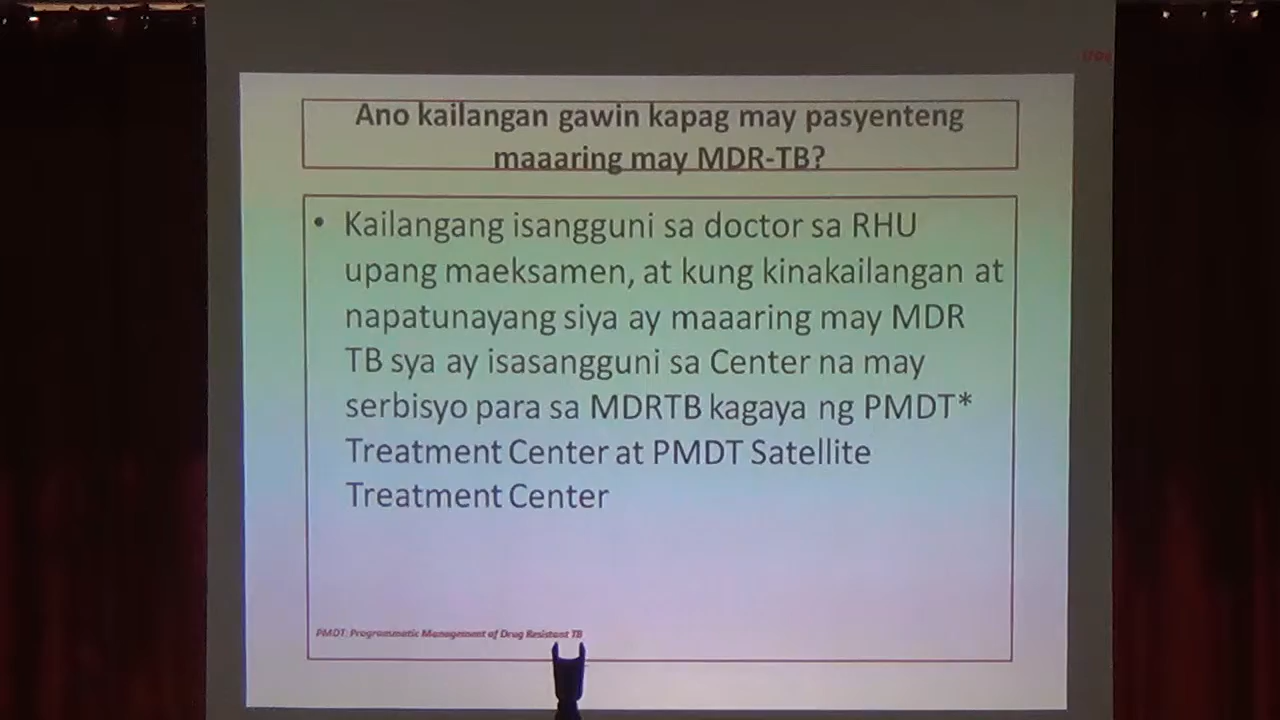 Ano kailangan gawin kapag may pasyenteng
maaaring may MDR-TB?
• Kailangang isangguni sa doctor sa RHU
upang maeksamen, at kung kinakailangan at
napatunayang siya ay maaaring may MDR
TB sya ay isasangguni sa Center na may
serbisyo para sa MDRTB kagaya ng PMDT*
Treatment Center at PMDT Satellite
Treatment Center
PMDT: Programmatic Management of Drug Resistant TB